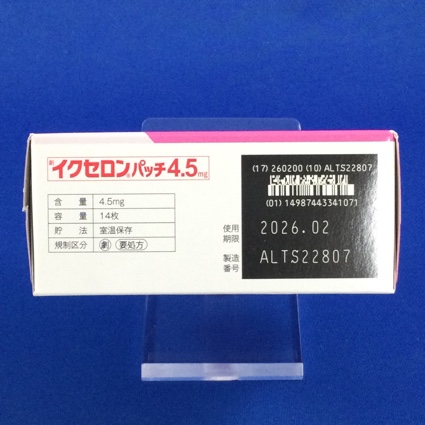 劇 イクセロン®パッチ4.5mg
含 量 4.5mg
容 量 14枚
貯 法 室温保存
規制区分 劇 要処方
(17) 260200 (10) ALTS22807
(01) 14987443341071
使用期限 2026.02
製造番号 ALTS22807